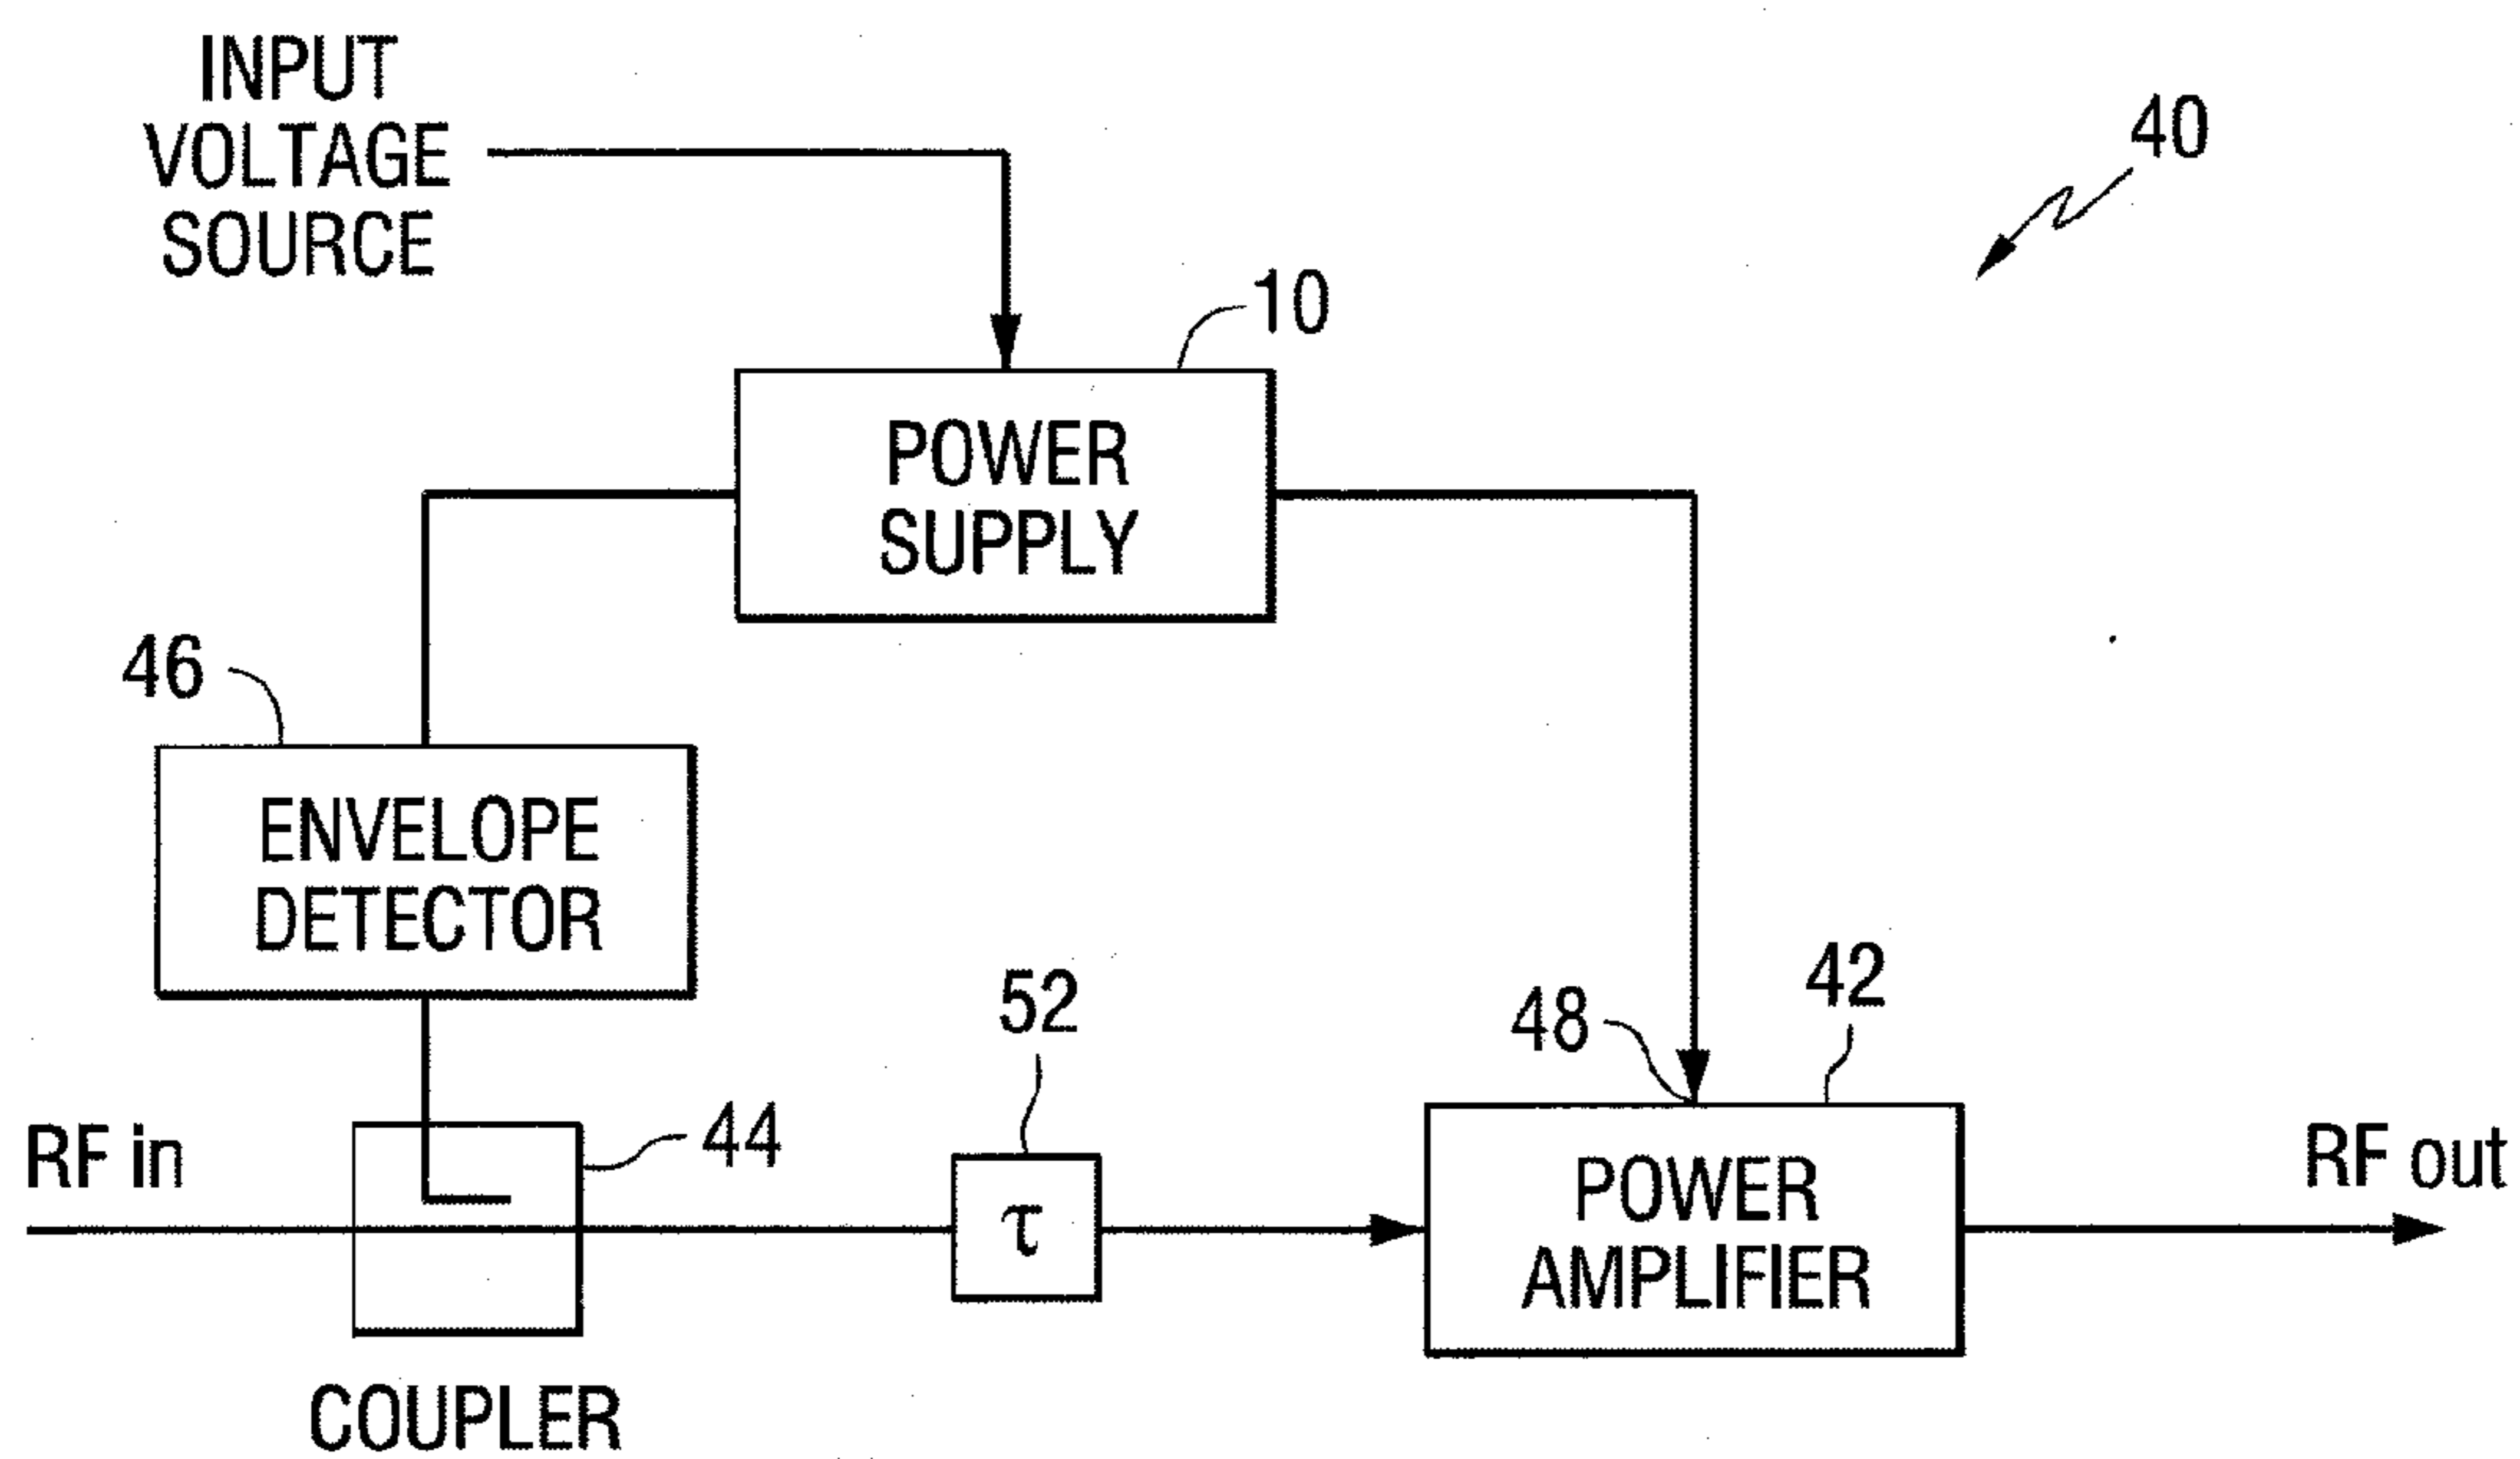 INPUT
VOLTAGE
SOURCE
40
10
POWER
SUPPLY
46
ENVELOPE
DETECTOR
52
48
42
44
RF in
τ
POWER
AMPLIFIER
RF out
COUPLER